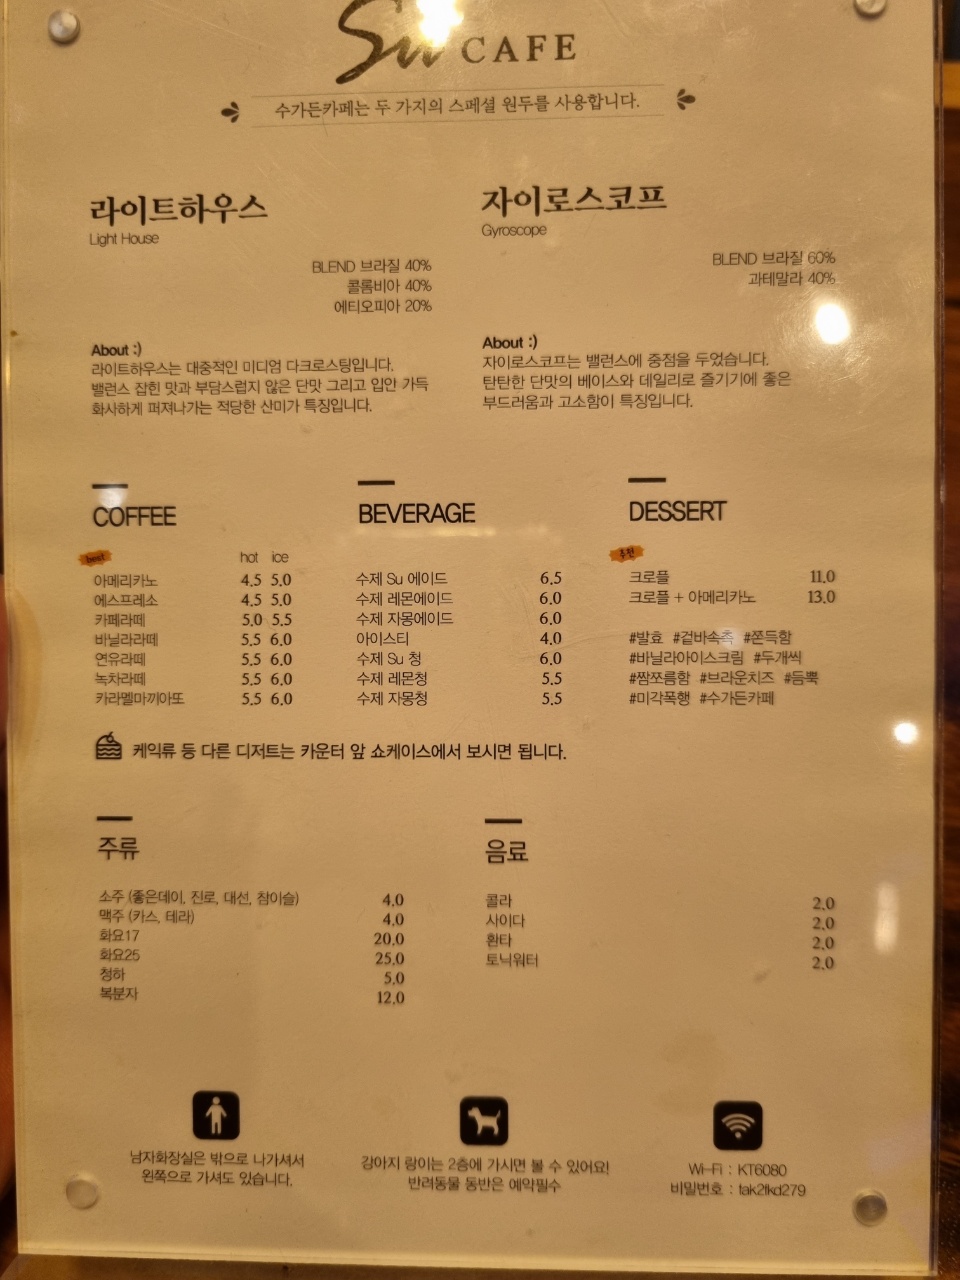 Su CAFE
수가든카페는 두 가지의 스페셜 원두를 사용합니다.
라이트하우스
Light House
BLEND 브라질 40%
콜롬비아 40%
에티오피아 20%
About :)
라이트하우스는 대중적인 미디엄 다크로스팅입니다.
밸런스 잡힌 맛과 부담스럽지 않은 단맛 그리고 입안 가득
화사하게 퍼져나가는 적당한 산미가 특징입니다.
자이로스코프
Gyroscope
BLEND 브라질 60%
과테말라 40%
About :)
자이로스코프는 밸런스에 중점을 두었습니다.
탄탄한 단맛의 베이스와 데일리로 즐기기에 좋은
부드러움과 고소함이 특징입니다.
COFFEE
best
hot ice
아메리카노 4.5 5.0
에스프레소 4.5 5.0
카페라떼 5.0 5.5
바닐라라떼 5.5 6.0
연유라떼 5.5 6.0
녹차라떼 5.5 6.0
카라멜마끼아또 5.5 6.0
BEVERAGE
수제 Su 에이드 6.5
수제 레몬에이드 6.0
수제 자몽에이드 6.0
아이스티 4.0
수제 Su 청 6.0
수제 레몬청 5.5
수제 자몽청 5.5
DESSERT
추천
크로플 11.0
크로플 + 아메리카노 13.0
#발효 #겉바속촉 #쫀득함
#바닐라아이스크림 #두개씩
#짬쪼름함 #브라운치즈 #듬뿍
#미각폭행 #수가든카페
케익류 등 다른 디저트는 카운터 앞 쇼케이스에서 보시면 됩니다.
주류
소주 (좋은데이, 진로, 대선, 참이슬) 4.0
맥주 (카스, 테라) 4.0
화요17 20.0
화요25 25.0
청하 5.0
복분자 12.0
음료
콜라 2.0
사이다 2.0
환타 2.0
토닉워터 2.0
남자화장실은 밖으로 나가셔서
왼쪽으로 가셔도 있습니다.
강아지 랑이는 2층에 가시면 볼 수 있어요!
반려동물 동반은 예약필수
Wi-Fi : KT6080
비밀번호 : tak2fkd279